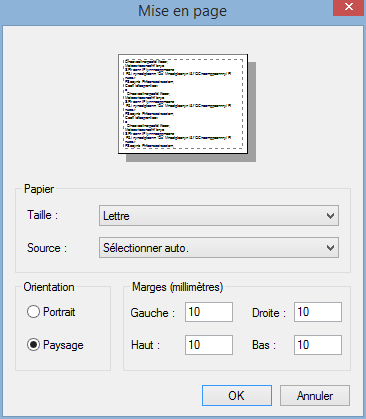 Mise en page
Papier
Taille : Lettre
Source : Sélectionner auto.
Orientation
Portrait
Paysage
Marges (millimètres)
Gauche : 10 Droite : 10
Haut : 10 Bas : 10
OK Annuler